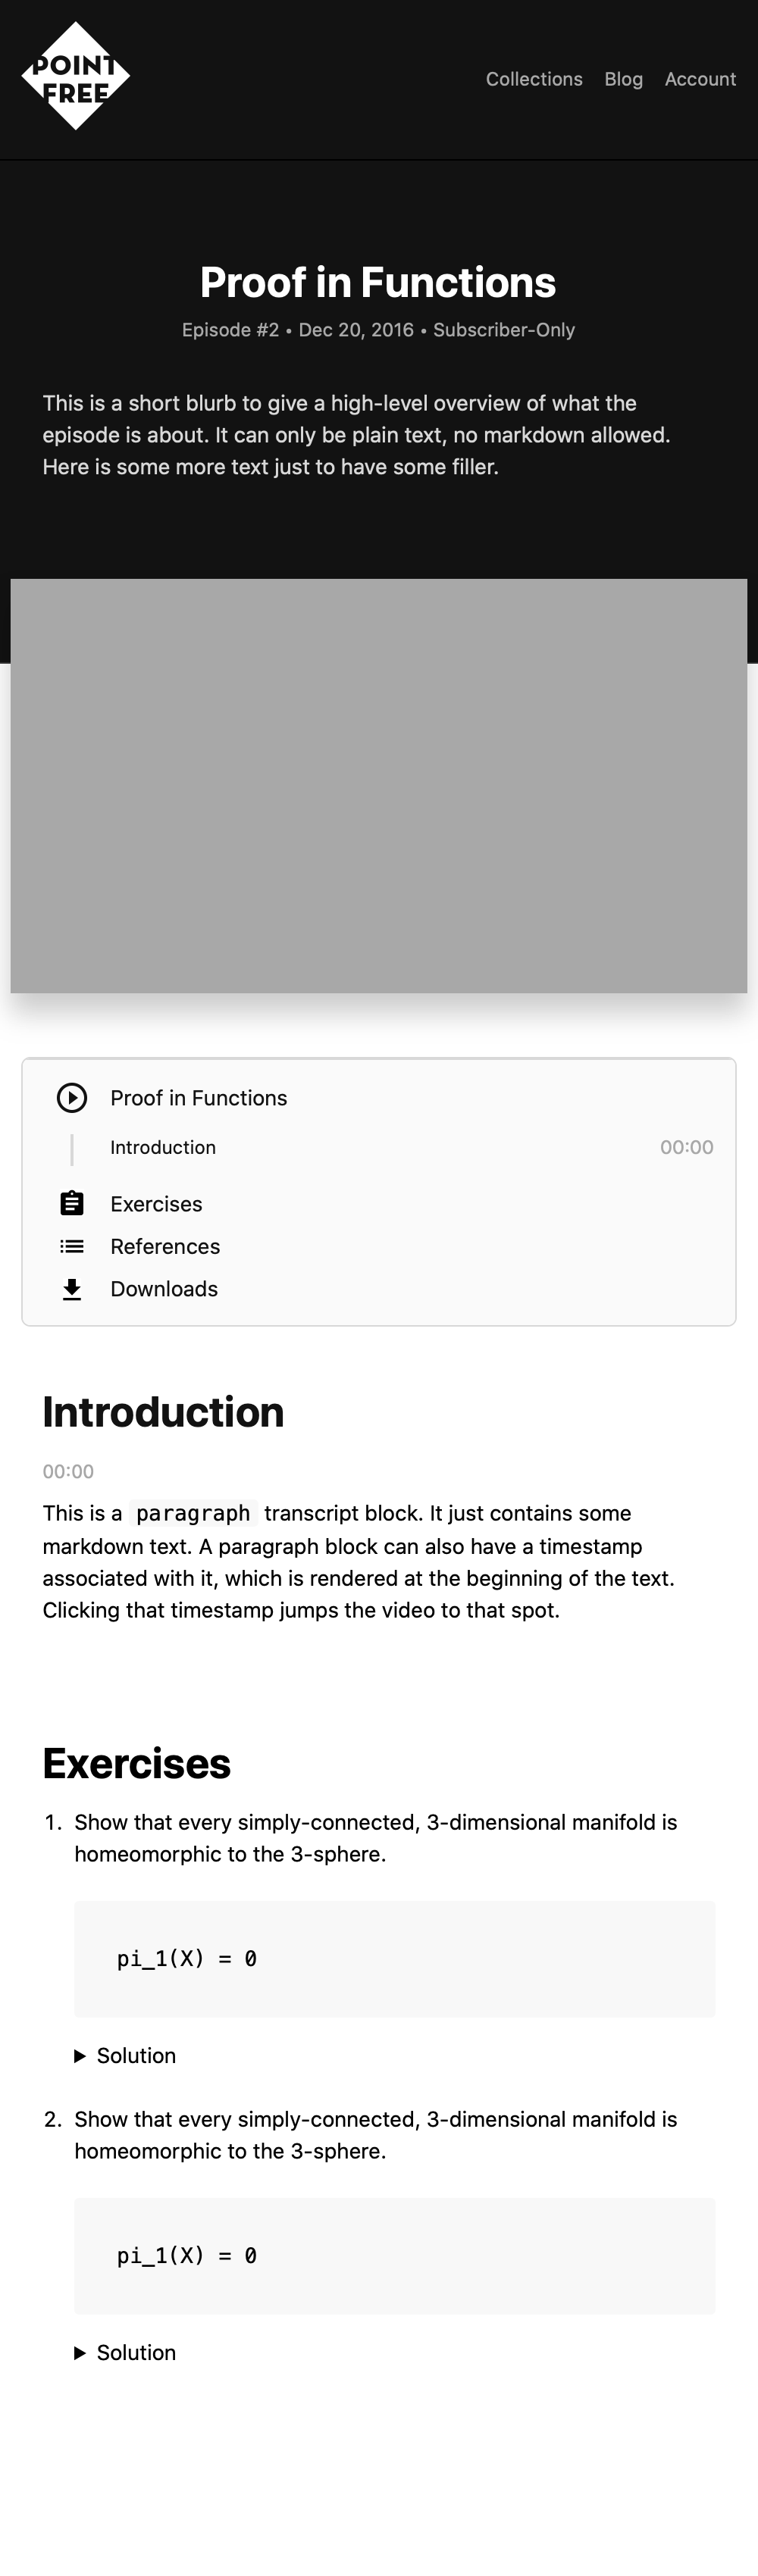 POINT
FREE
Collections Blog Account
Proof in Functions
Episode #2 • Dec 20, 2016 • Subscriber-Only
This is a short blurb to give a high-level overview of what the
episode is about. It can only be plain text, no markdown allowed.
Here is some more text just to have some filler.
Proof in Functions
Introduction 00:00
Exercises
References
Downloads
Introduction
00:00
This is a paragraph transcript block. It just contains some
markdown text. A paragraph block can also have a timestamp
associated with it, which is rendered at the beginning of the text.
Clicking that timestamp jumps the video to that spot.
Exercises
1. Show that every simply-connected, 3-dimensional manifold is
homeomorphic to the 3-sphere.
pi_1(X) = 0
Solution
2. Show that every simply-connected, 3-dimensional manifold is
homeomorphic to the 3-sphere.
pi_1(X) = 0
Solution